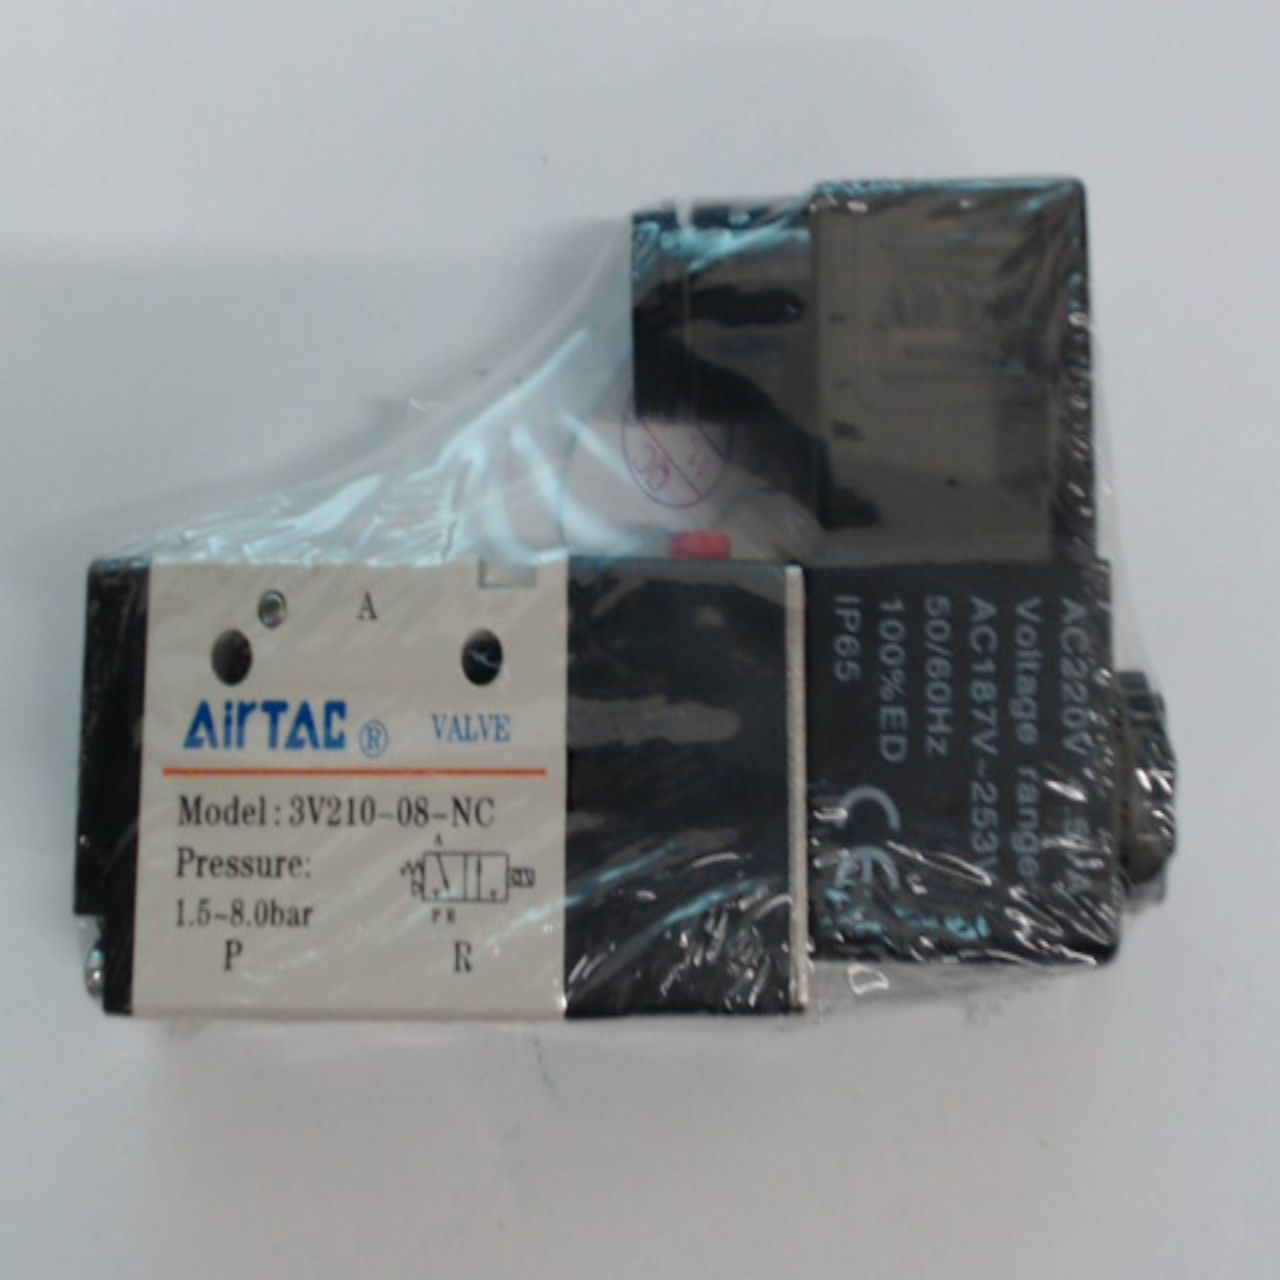 A
AirTAC ® VALVE
Model: 3V210-08-NC
Pressure:
1.5~8.0bar
A
P R
P R
AC220V
Voltage range:
AC187V~253V
50/60Hz
100%ED
IP65
CE
QC